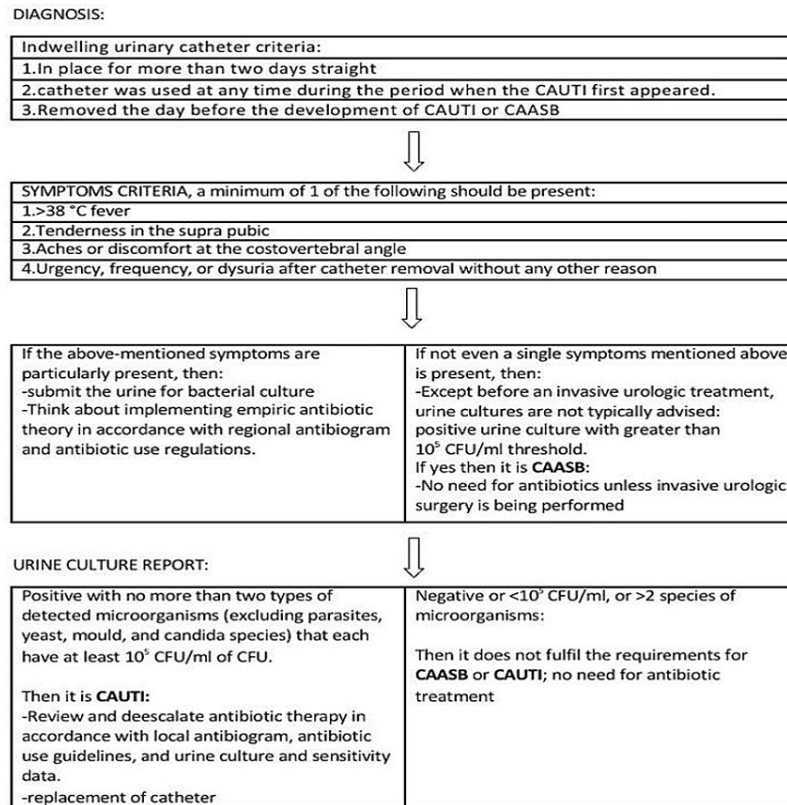 DIAGNOSIS:
Indwelling urinary catheter criteria:
1.In place for more than two days straight
2.catheter was used at any time during the period when the CAUTI first appeared.
3.Removed the day before the development of CAUTI or CAASB
SYMPTOMS CRITERIA, a minimum of 1 of the following should be present:
1.>38 °C fever
2.Tenderness in the supra pubic
3.Aches or discomfort at the costovertebral angle
4.Urgency, frequency, or dysuria after catheter removal without any other reason
If the above-mentioned symptoms are
particularly present, then:
-submit the urine for bacterial culture
-Think about implementing empiric antibiotic
theory in accordance with regional antibiogram
and antibiotic use regulations.
If not even a single symptoms mentioned above
is present, then:
-Except before an invasive urologic treatment,
urine cultures are not typically advised:
positive urine culture with greater than
10⁵ CFU/ml threshold.
If yes then it is CAASB:
-No need for antibiotics unless invasive urologic
surgery is being performed
URINE CULTURE REPORT:
Positive with no more than two types of
detected microorganisms (excluding parasites,
yeast, mould, and candida species) that each
have at least 10⁵ CFU/ml of CFU.
Then it is CAUTI:
-Review and deescalate antibiotic therapy in
accordance with local antibiogram, antibiotic
use guidelines, and urine culture and sensitivity
data.
-replacement of catheter
Negative or <10⁵ CFU/ml, or >2 species of
microorganisms:
Then it does not fulfil the requirements for
CAASB or CAUTI; no need for antibiotic
treatment